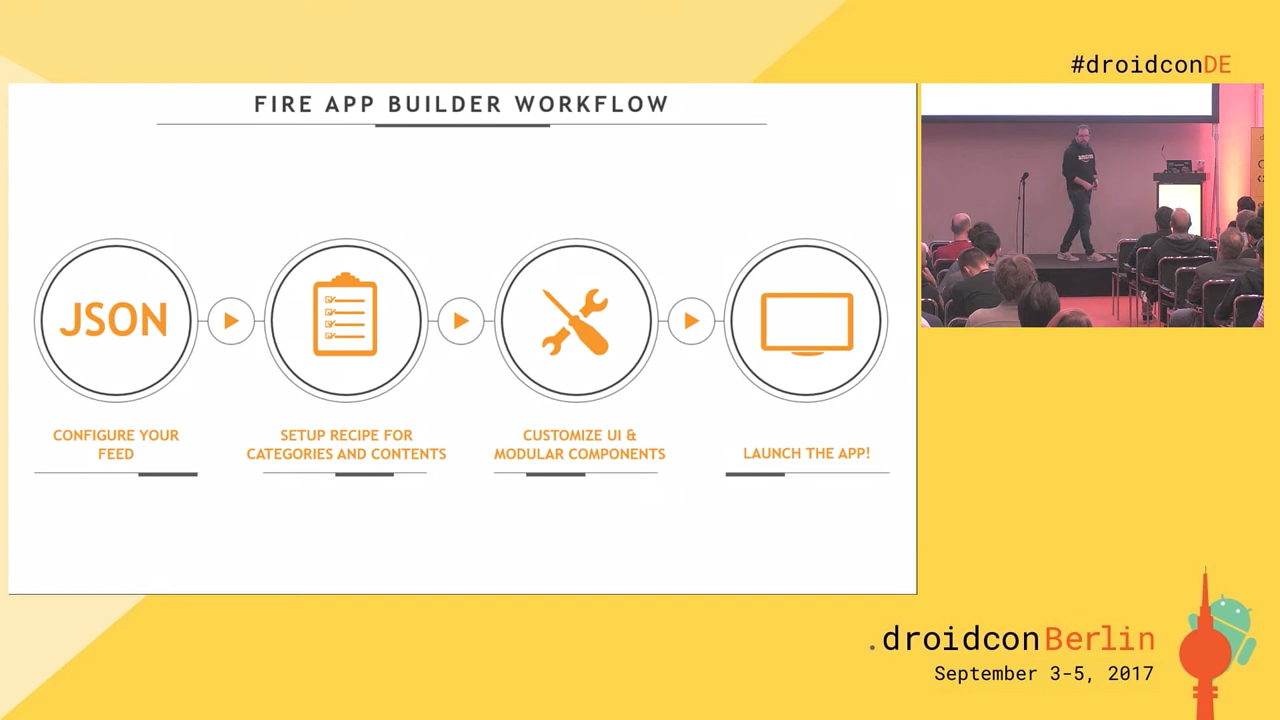 #droidconDE
FIRE APP BUILDER WORKFLOW
JSON
CONFIGURE YOUR
FEED
SETUP RECIPE FOR
CATEGORIES AND CONTENTS
CUSTOMIZE UI &
MODULAR COMPONENTS
LAUNCH THE APP!
.droidconBerlin
September 3-5, 2017